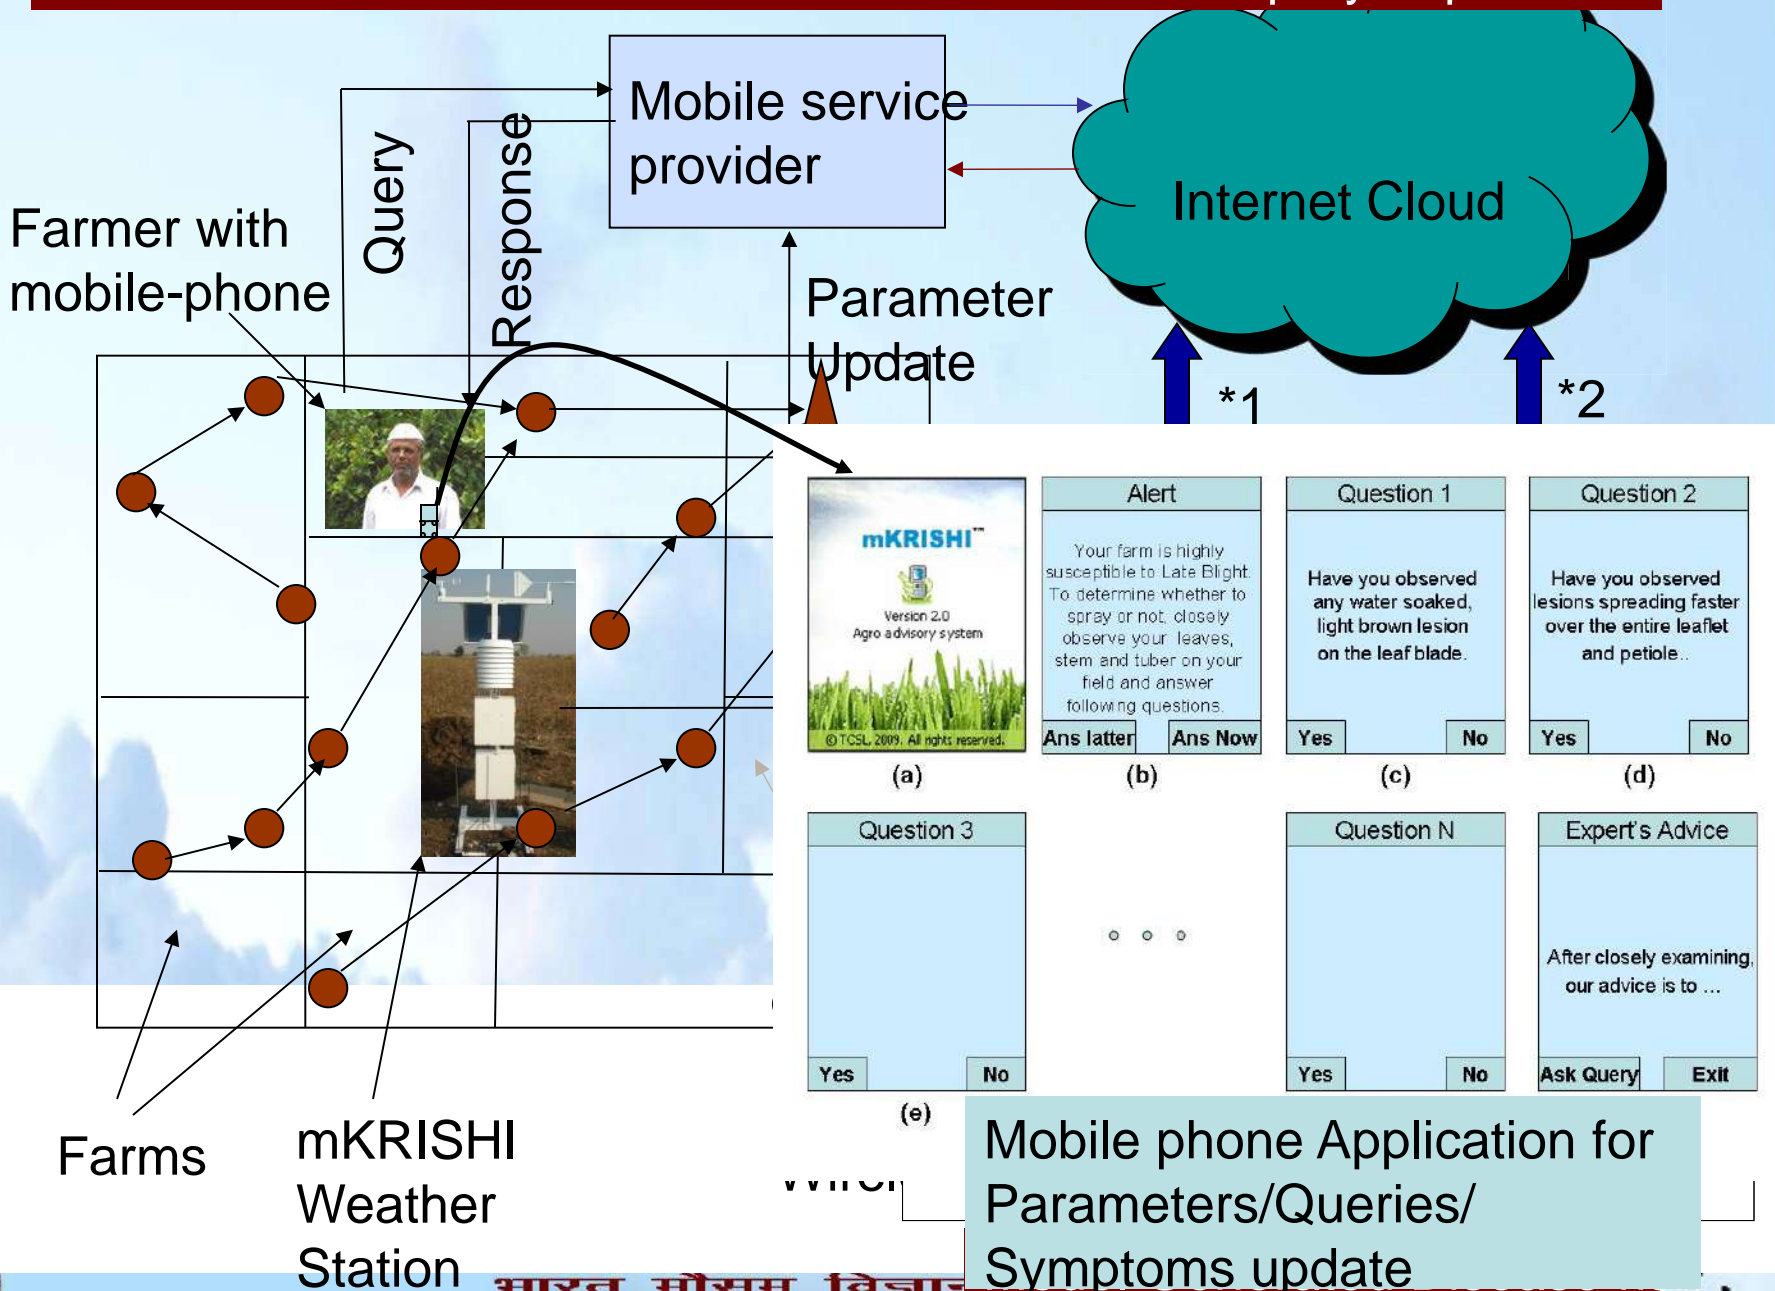 Mobile service
provider
Internet Cloud
Query
Response
Farmer with
mobile-phone
Parameter
Update
*1
*2
mKRISHI™
Version 2.0
Agro advisory system
© TCSL, 2009. All rights reserved.
(a)
Alert
Your farm is highly
susceptible to Late Blight.
To determine whether to
spray or not, closely
observe your leaves,
stem and tuber on your
field and answer
following questions.
Ans latter
Ans Now
(b)
Question 1
Have you observed
any water soaked,
light brown lesion
on the leaf blade.
Yes
No
(c)
Question 2
Have you observed
lesions spreading faster
over the entire leaflet
and petiole..
Yes
No
(d)
Question 3
Yes
No
(e)
Question N
Yes
No
Expert's Advice
After closely examining,
our advice is to ...
Ask Query
Exit
Farms
mKRISHI
Weather
Station
Mobile phone Application for
Parameters/Queries/
Symptoms update
भारत मौसम विज्ञान